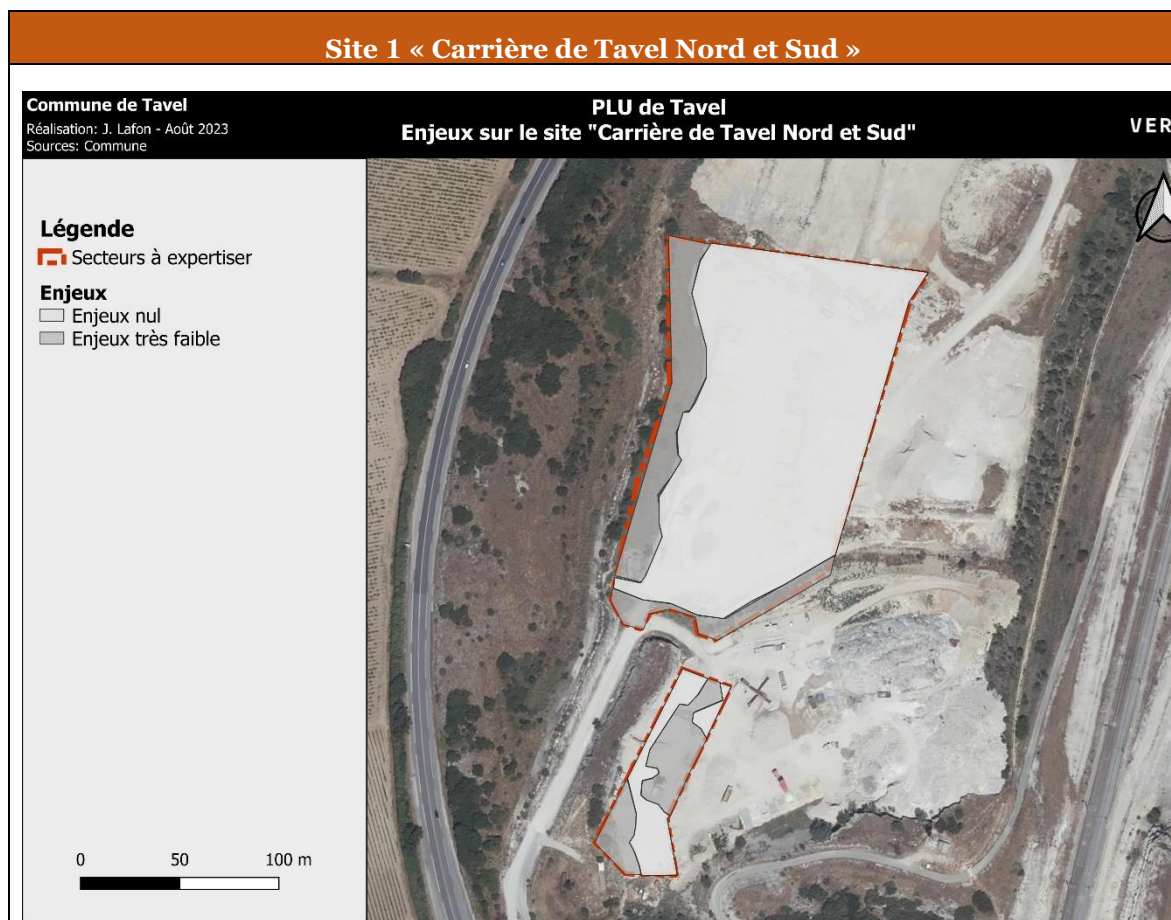 Site 1 « Carrière de Tavel Nord et Sud »
Commune de Tavel
Réalisation: J. Lafon - Août 2023
Sources: Commune
PLU de Tavel
Enjeux sur le site "Carrière de Tavel Nord et Sud"
VER
Légende
Secteurs à expertiser
Enjeux
Enjeux nul
Enjeux très faible
0 50 100 m